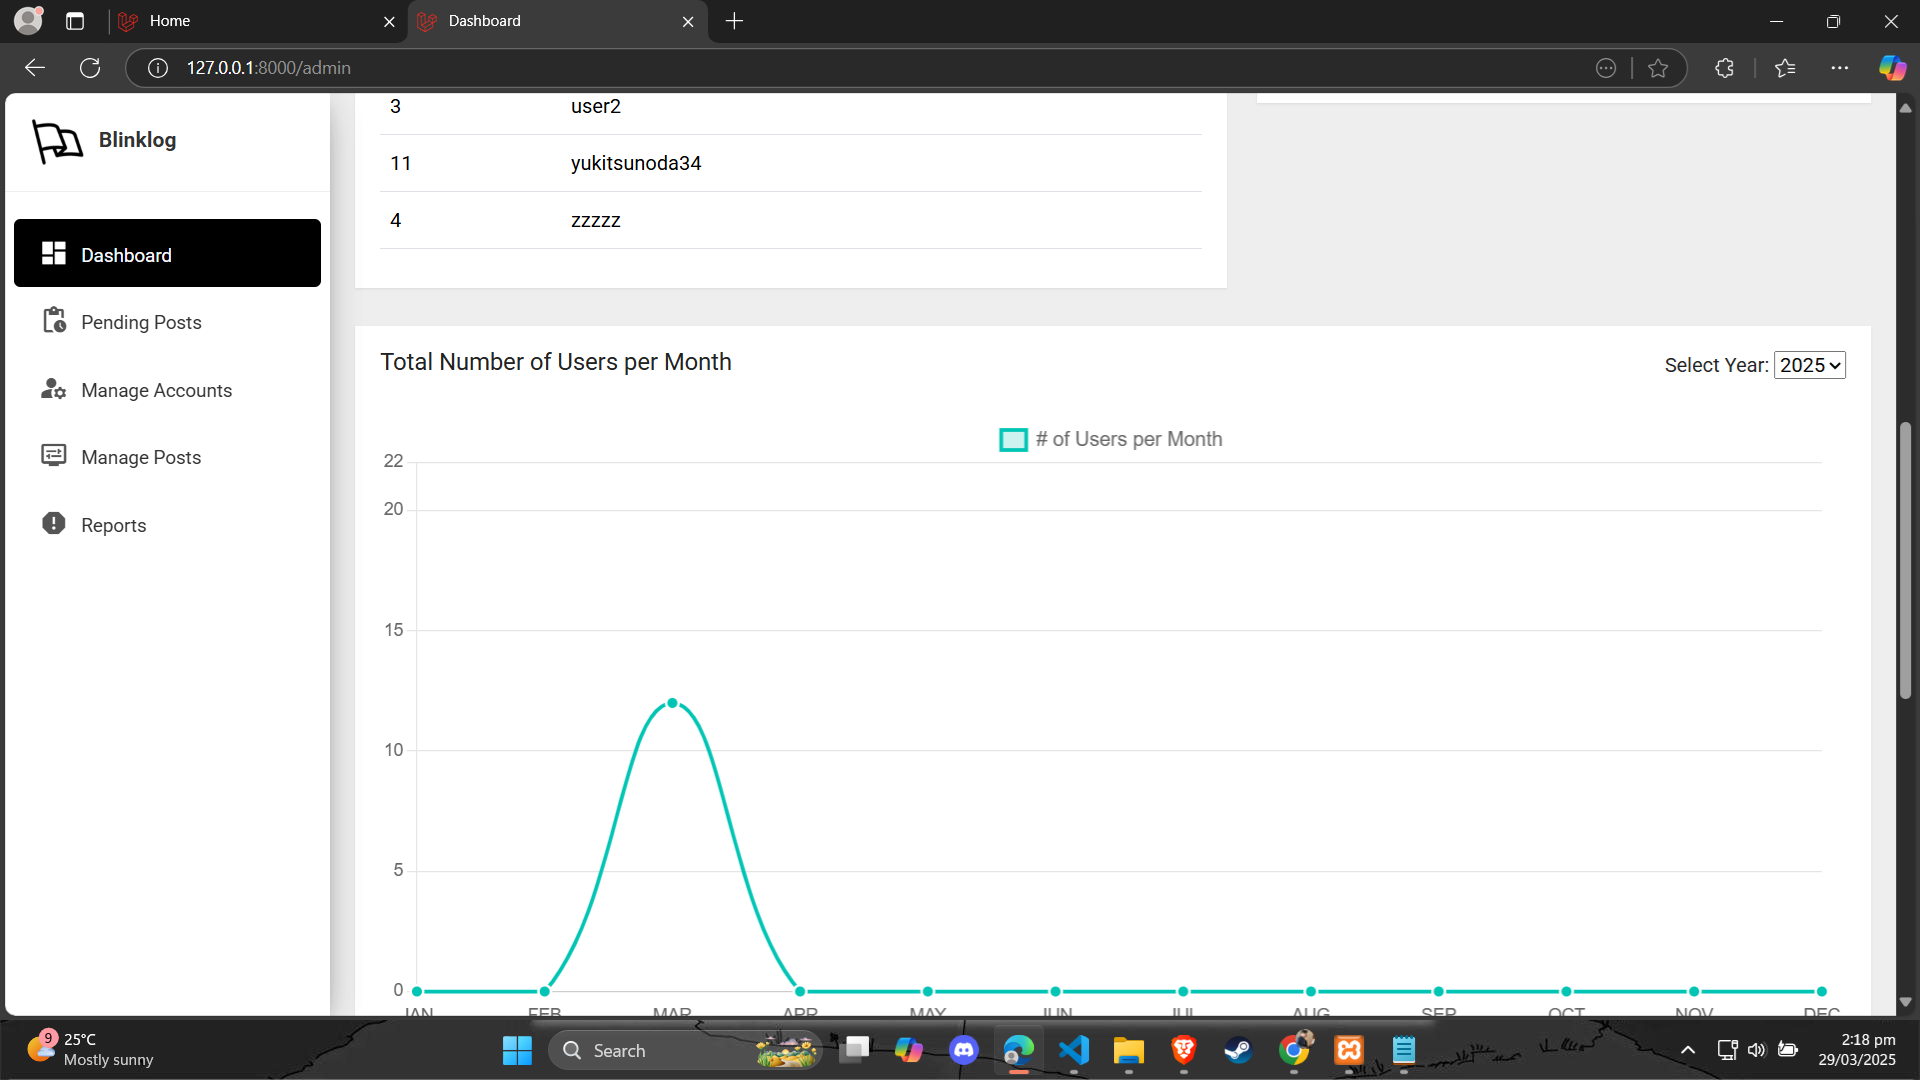 Home
Dashboard
127.0.0.1:8000/admin
Blinklog
Dashboard
Pending Posts
Manage Accounts
Manage Posts
Reports
3 user2
11 yukitsunoda34
4 zzzzz
Total Number of Users per Month
Select Year: 2025
# of Users per Month
22
20
15
10
5
0
JAN FEB MAR APR MAY JUN JUL AUG SEP OCT NOV DEC
9
25°C
Mostly sunny
Search
2:18 pm
29/03/2025